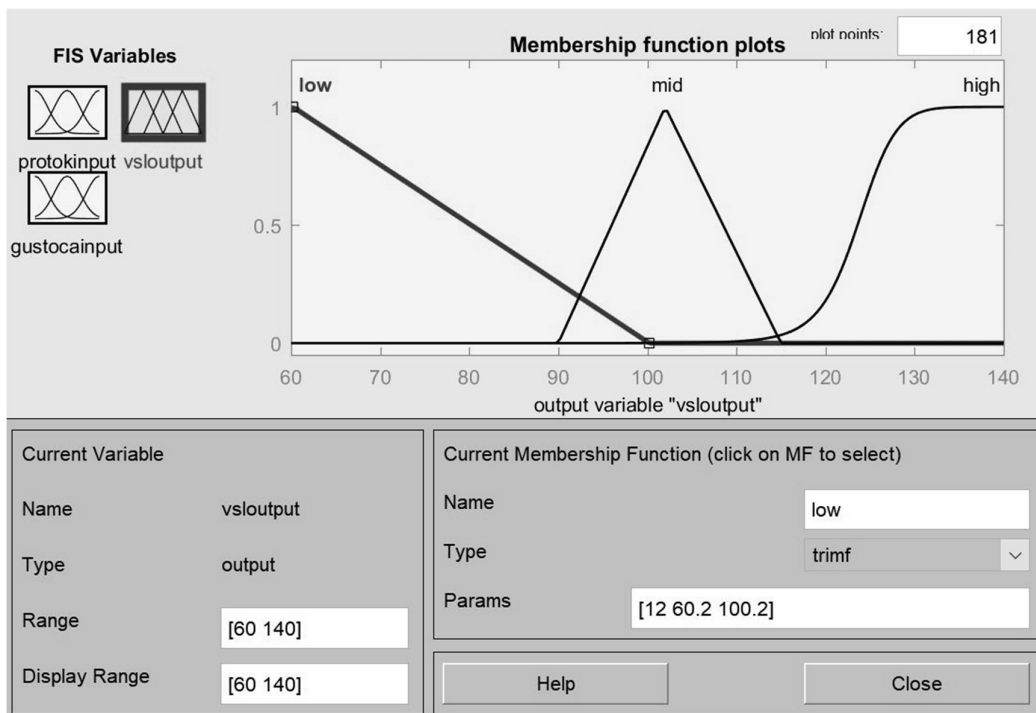 FIS Variables
protokinput
vsloutput
gustocainput
Membership function plots
plot points:
181
low
mid
high
1
0.5
0
60 70 80 90 100 110 120 130 140
output variable "vsloutput"
Current Variable
Name vsloutput
Type output
Range [60 140]
Display Range [60 140]
Current Membership Function (click on MF to select)
Name low
Type trimf
Params [12 60.2 100.2]
Help Close